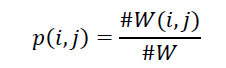 p(i,j) = #W(i,j) / #W